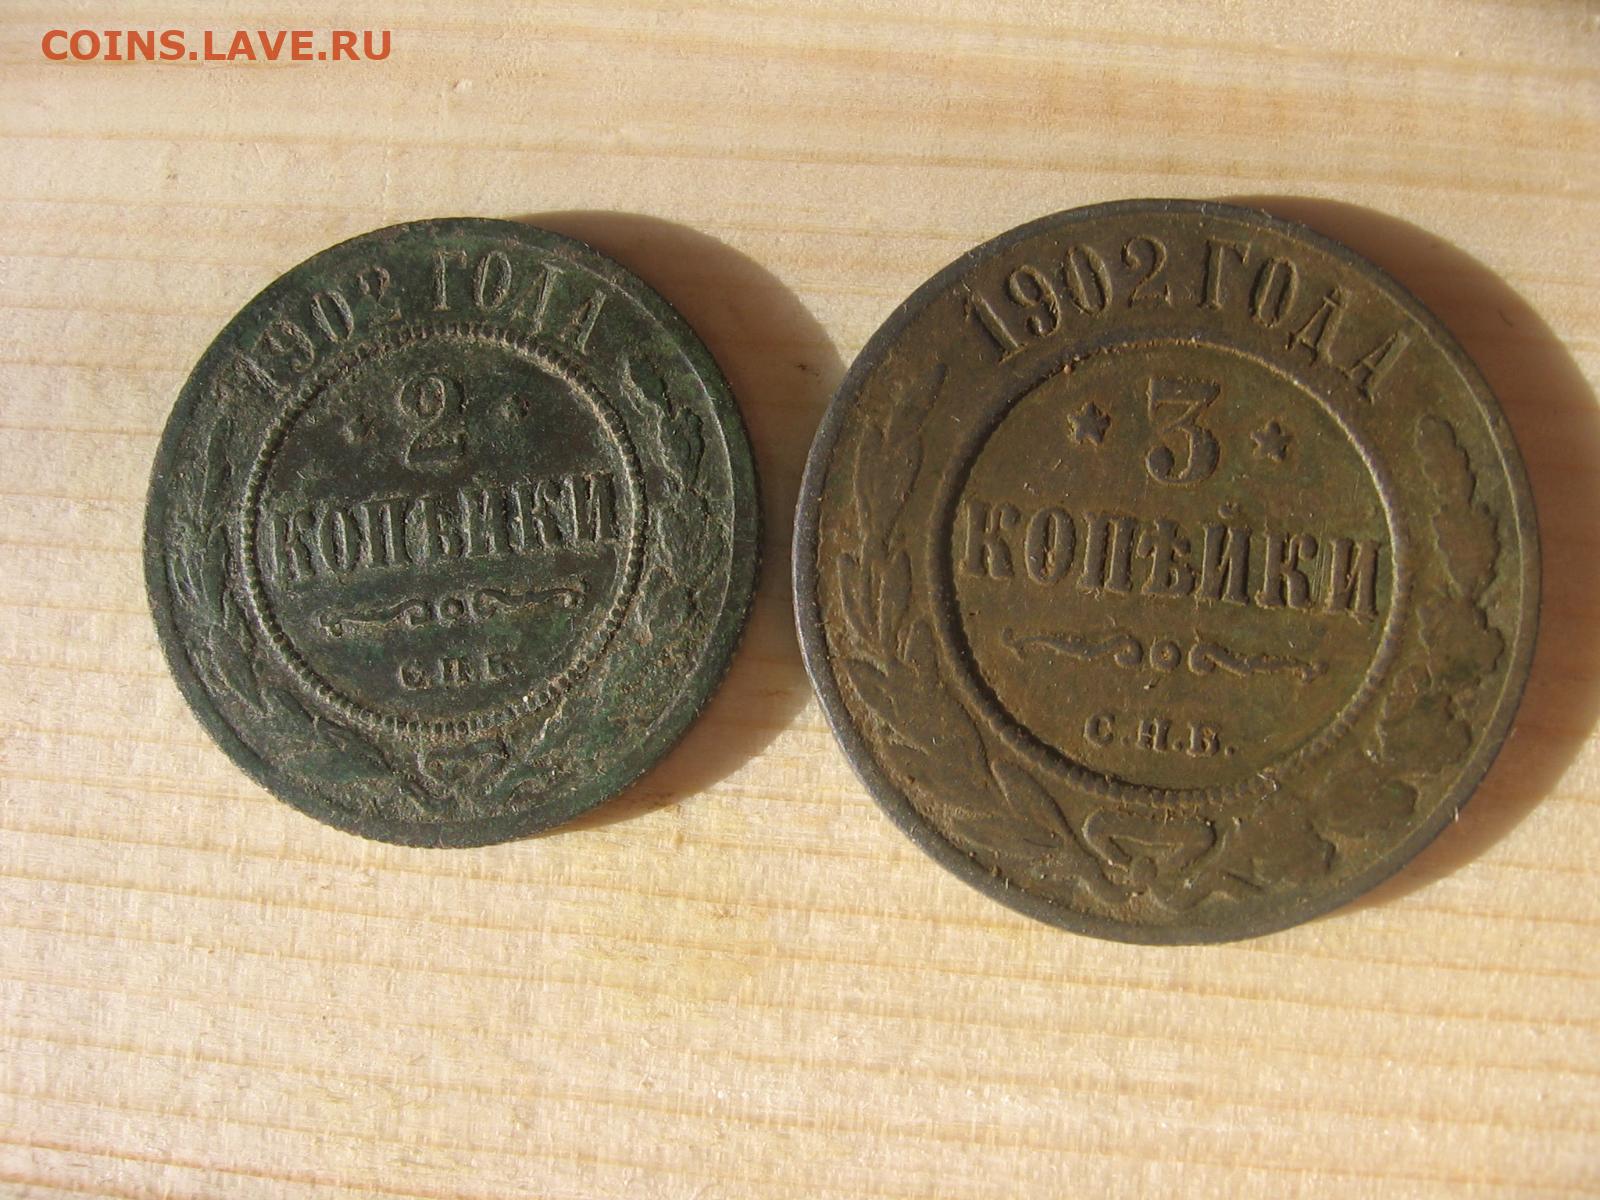 COINS.LAVE.RU
1902 ГОДА
2
КОПѢЙКИ
С.П.Б.
1902 ГОДА
3
КОПѢЙКИ
С.П.Б.